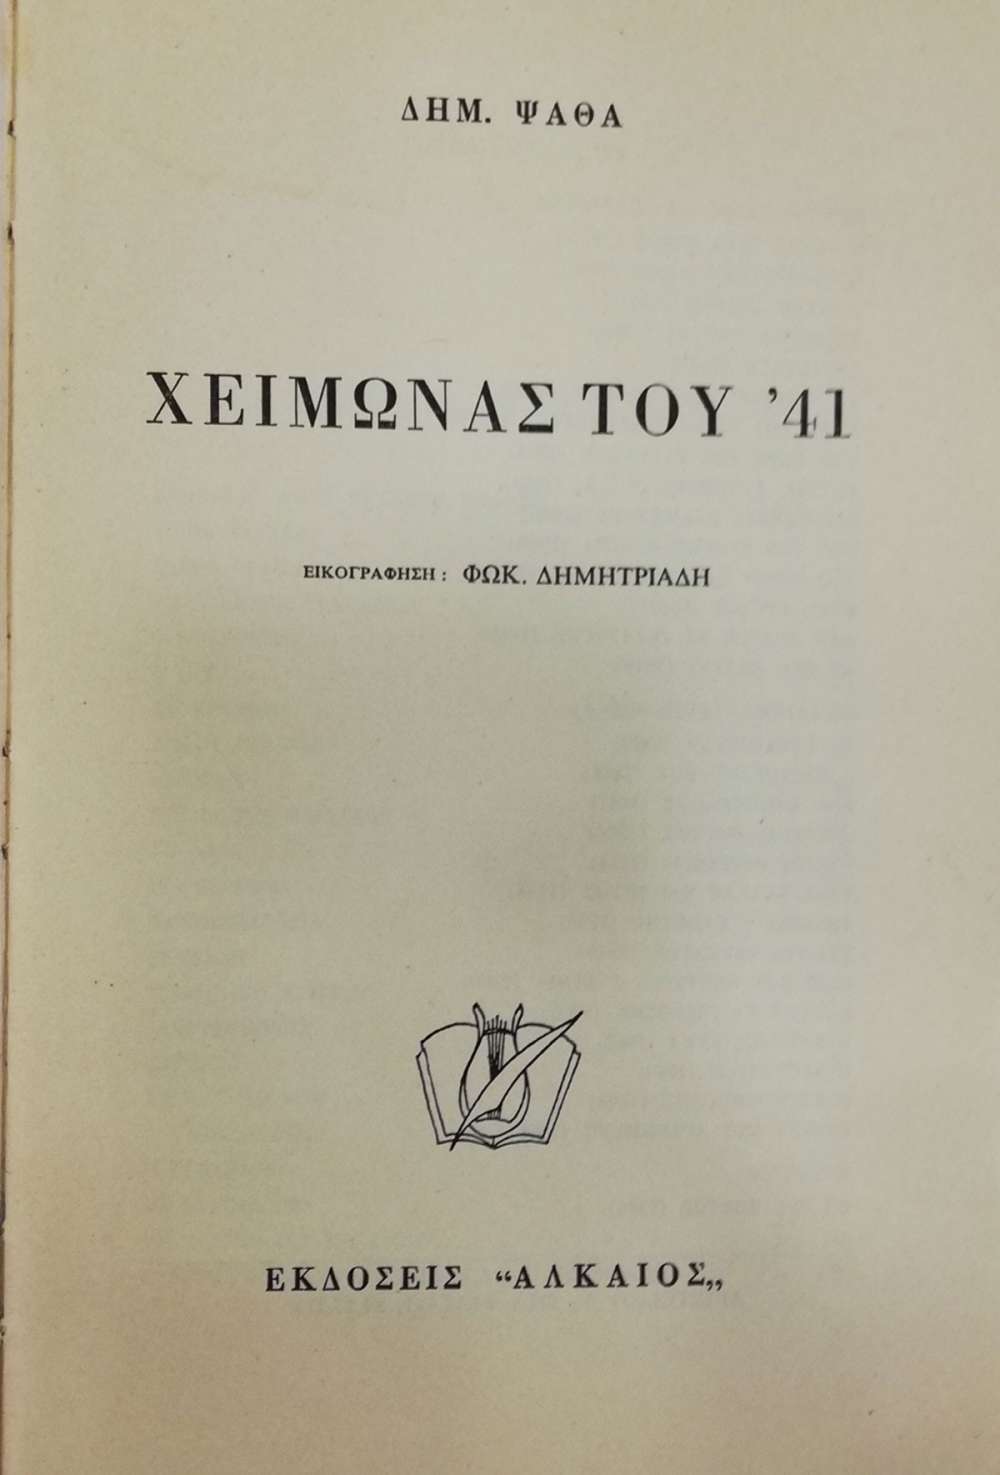 ΔΗΜ. ΨΑΘΑ
ΧΕΙΜΩΝΑΣ ΤΟΥ '41
ΕΙΚΟΓΡΑΦΗΣΗ: ΦΩΚ. ΔΗΜΗΤΡΙΑΔΗ
ΕΚΔΟΣΕΙΣ “ΑΛΚΑΙΟΣ„